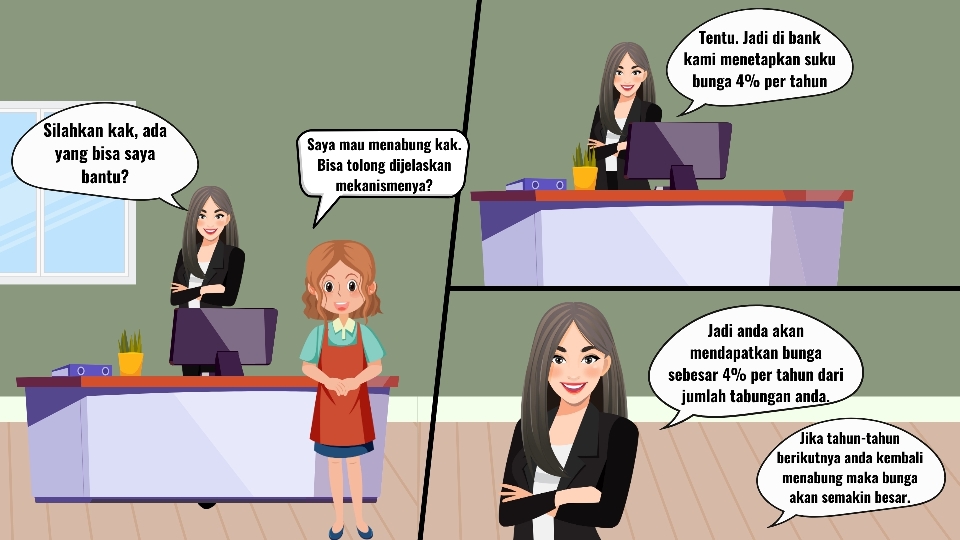 Silahkan kak, ada
yang bisa saya
bantu?
Saya mau menabung kak.
Bisa tolong dijelaskan
mekanismenya?
Tentu. Jadi di bank
kami menetapkan suku
bunga 4% per tahun
Jadi anda akan
mendapatkan bunga
sebesar 4% per tahun dari
jumlah tabungan anda.
Jika tahun-tahun
berikutnya anda kembali
menabung maka bunga
akan semakin besar.